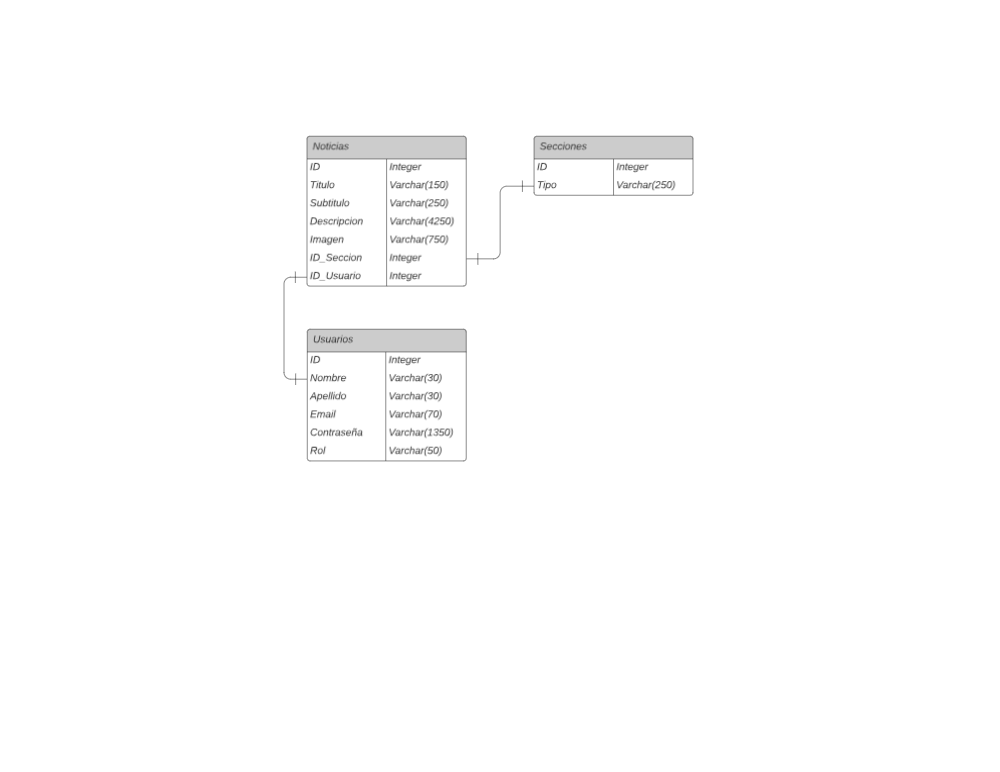 Noticias
ID Integer
Titulo Varchar(150)
Subtitulo Varchar(250)
Descripcion Varchar(4250)
Imagen Varchar(750)
ID_Seccion Integer
ID_Usuario Integer
Secciones
ID Integer
Tipo Varchar(250)
Usuarios
ID Integer
Nombre Varchar(30)
Apellido Varchar(30)
Email Varchar(70)
Contraseña Varchar(1350)
Rol Varchar(50)